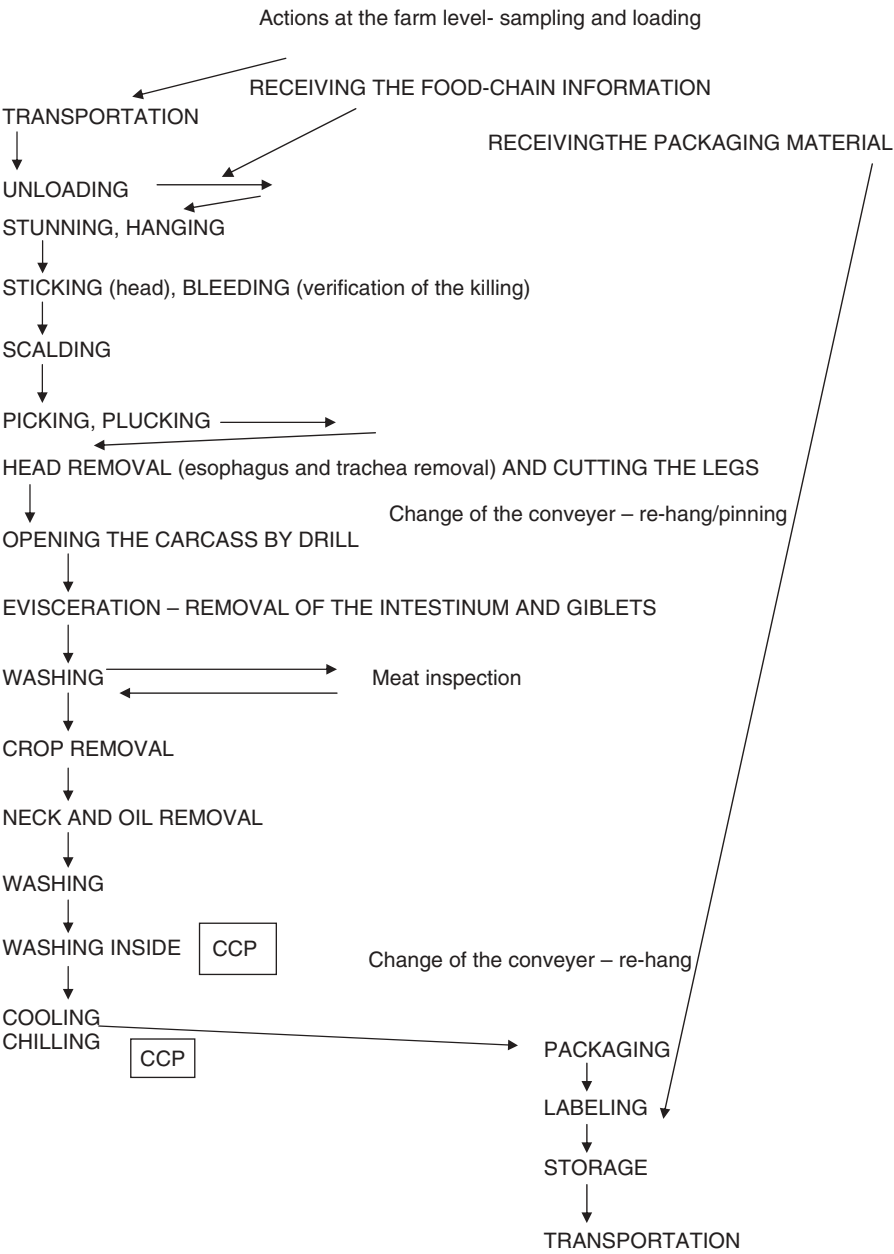 Actions at the farm level- sampling and loading
RECEIVING THE FOOD-CHAIN INFORMATION
TRANSPORTATION
RECEIVINGTHE PACKAGING MATERIAL
UNLOADING
STUNNING, HANGING
STICKING (head), BLEEDING (verification of the killing)
SCALDING
PICKING, PLUCKING
HEAD REMOVAL (esophagus and trachea removal) AND CUTTING THE LEGS
Change of the conveyer – re-hang/pinning
OPENING THE CARCASS BY DRILL
EVISCERATION – REMOVAL OF THE INTESTINUM AND GIBLETS
WASHING
Meat inspection
CROP REMOVAL
NECK AND OIL REMOVAL
WASHING
WASHING INSIDE
CCP
Change of the conveyer – re-hang
COOLING
CHILLING
CCP
PACKAGING
LABELING
STORAGE
TRANSPORTATION